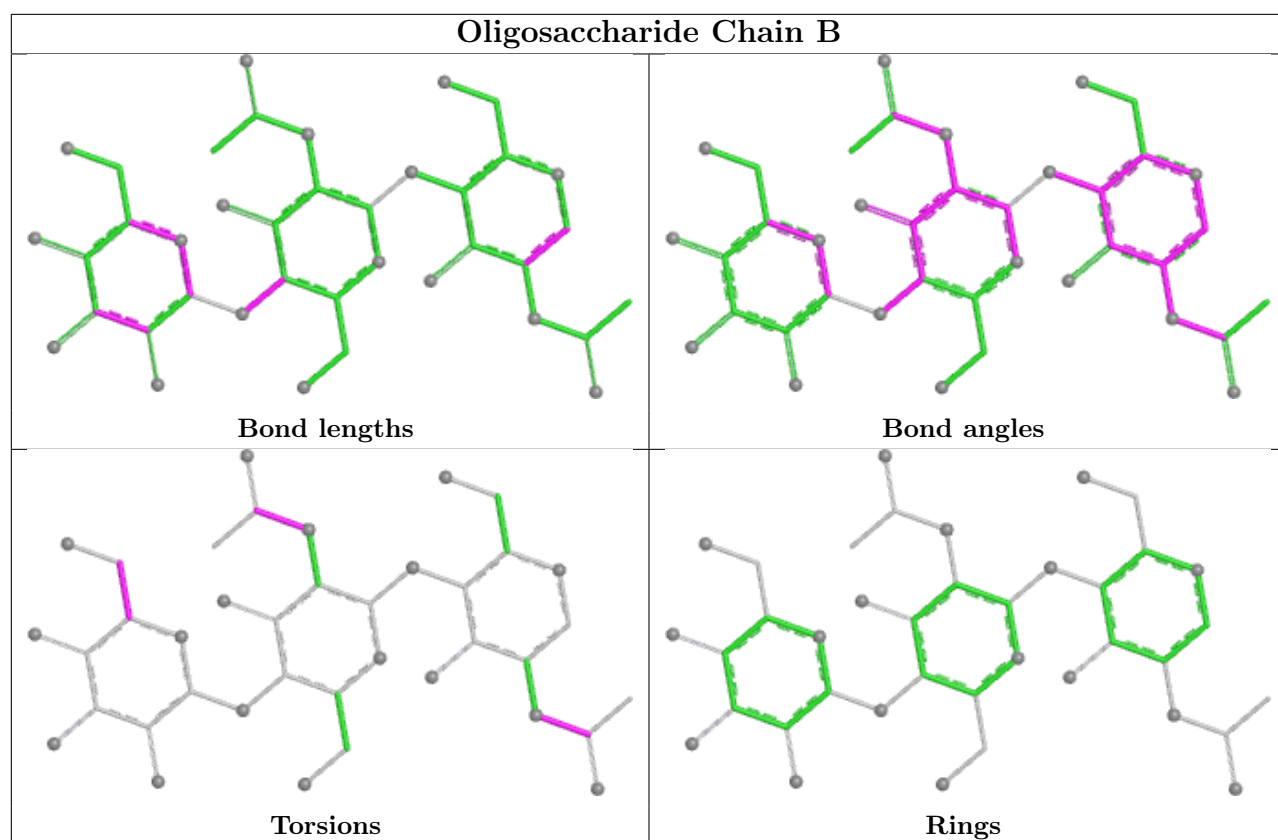 Oligosaccharide Chain B
Bond lengths
Bond angles
Torsions
Rings